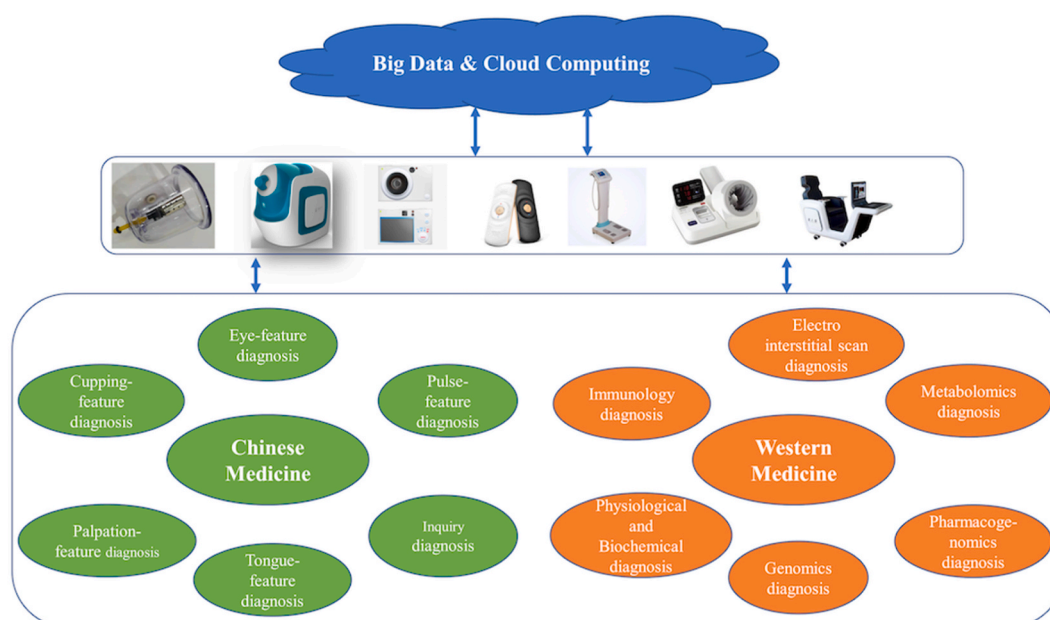 Big Data & Cloud Computing
Eye-feature
diagnosis
Cupping-
feature
diagnosis
Pulse-
feature
diagnosis
Chinese
Medicine
Palpation-
feature diagnosis
Inquiry
diagnosis
Tongue-
feature
diagnosis
Electro
interstitial scan
diagnosis
Immunology
diagnosis
Metabolomics
diagnosis
Western
Medicine
Physiological
and
Biochemical
diagnosis
Pharmacoge-
nomics
diagnosis
Genomics
diagnosis